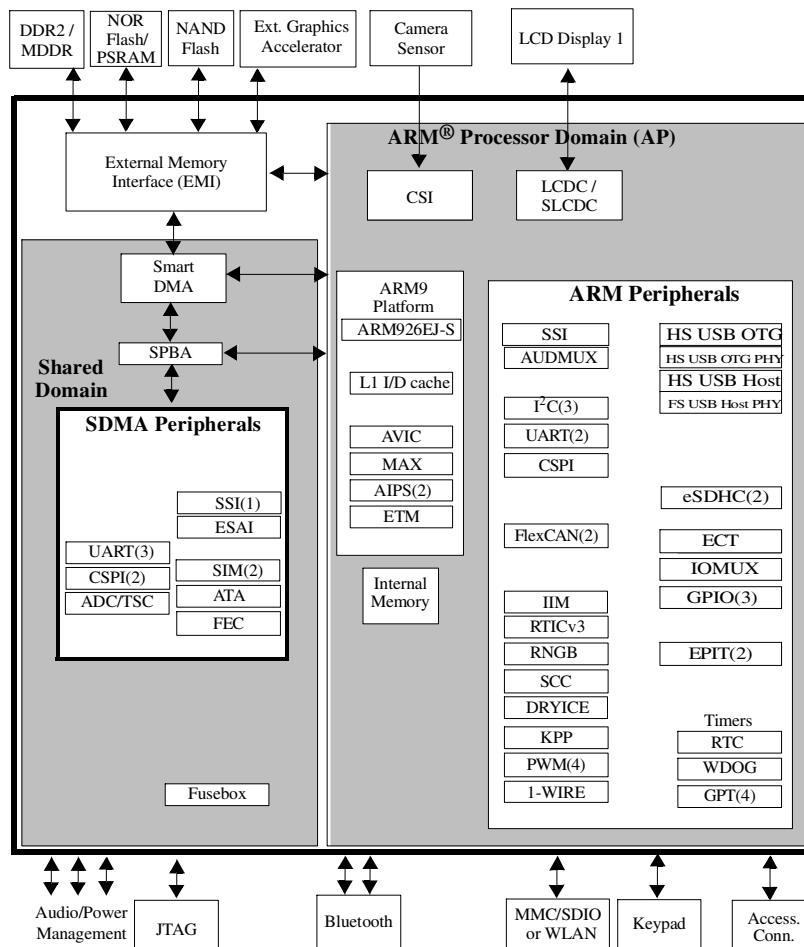 DDR2 /
MDDR
NOR
Flash/
PSRAM
NAND
Flash
Ext. Graphics
Accelerator
Camera
Sensor
LCD Display 1
ARM® Processor Domain (AP)
External Memory
Interface (EMI)
CSI
LCDC /
SLCDC
Smart
DMA
SPBA
Shared
Domain
SDMA Peripherals
SSI(1)
ESAI
UART(3)
CSPI(2)
ADC/TSC
SIM(2)
ATA
FEC
Fusebox
ARM9
Platform
ARM926EJ-S
L1 I/D cache
AVIC
MAX
AIPS(2)
ETM
Internal
Memory
ARM Peripherals
SSI
AUDMUX
I²C(3)
UART(2)
CSPI
FlexCAN(2)
IIM
RTICv3
RNGB
SCC
DRYICE
KPP
PWM(4)
1-WIRE
HS USB OTG
HS USB OTG PHY
HS USB Host
FS USB Host PHY
eSDHC(2)
ECT
IOMUX
GPIO(3)
EPIT(2)
Timers
RTC
WDOG
GPT(4)
Audio/Power
Management
JTAG
Bluetooth
MMC/SDIO
or WLAN
Keypad
Access.
Conn.